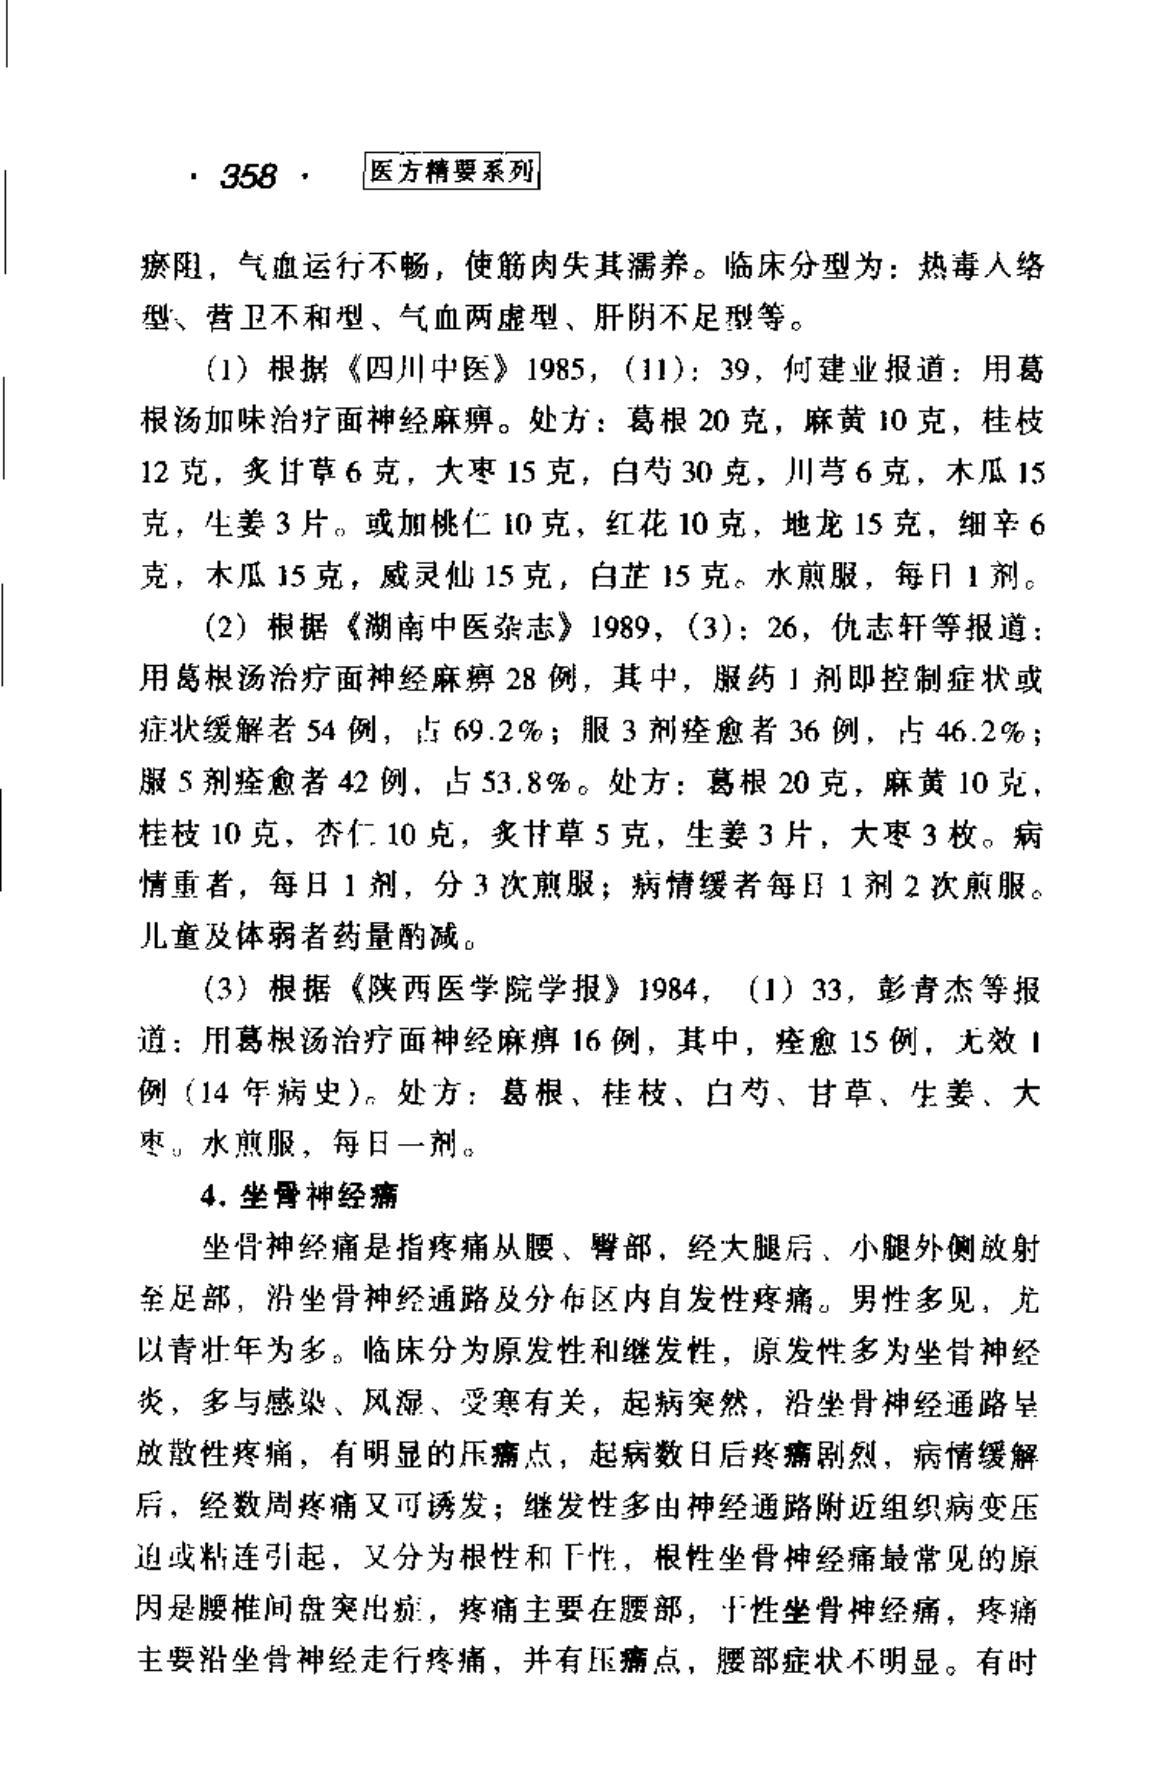 · 358 · 医方精要系列
瘀阻，气血运行不畅，使筋肉失其濡养。临床分型为：热毒人络
型、营卫不和型、气血两虚型、肝阴不足型等。
(1) 根据《四川中医》1985，(11)：39，何建业报道：用葛
根汤加味治疗面神经麻痹。处方：葛根 20 克，麻黄 10 克，桂枝
12 克，炙甘草 6 克，大枣 15 克，白芍 30 克，川芎 6 克，木瓜 15
克，生姜 3 片。或加桃仁 10 克，红花 10 克，地龙 15 克，细辛 6
克，木瓜 15 克，威灵仙 15 克，白芷 15 克。水煎服，每日 1 剂。
(2) 根据《湖南中医杂志》1989，(3)：26，仇志轩等报道：
用葛根汤治疗面神经麻痹 28 例，其中，服药 1 剂即控制症状或
症状缓解者 54 例，占 69.2%；服 3 剂痊愈者 36 例，占 46.2%；
服 5 剂痊愈者 42 例，占 53.8%。处方：葛根 20 克，麻黄 10 克，
桂枝 10 克，杏仁 10 克，炙甘草 5 克，生姜 3 片，大枣 3 枚。病
情重者，每日 1 剂，分 3 次煎服；病情缓者每日 1 剂 2 次煎服。
儿童及体弱者药量酌减。
(3) 根据《陕西医学院学报》1984，(1) 33，彭青杰等报
道：用葛根汤治疗面神经麻痹 16 例，其中，痊愈 15 例，无效 1
例 (14 年病史)。处方：葛根、桂枝、白芍、甘草、生姜、大
枣。水煎服，每日一剂。
4. 坐骨神经痛
坐骨神经痛是指疼痛从腰、臀部，经大腿后、小腿外侧放射
至足部，沿坐骨神经通路及分布区内自发性疼痛。男性多见，尤
以青壮年为多。临床分为原发性和继发性，原发性多为坐骨神经
炎，多与感染、风湿、受寒有关，起病突然，沿坐骨神经通路呈
放散性疼痛，有明显的压痛点，起病数日后疼痛剧烈，病情缓解
后，经数周疼痛又可诱发；继发性多由神经通路附近组织病变压
迫或粘连引起，又分为根性和干性，根性坐骨神经痛最常见的原
因是腰椎间盘突出症，疼痛主要在腰部，干性坐骨神经痛，疼痛
主要沿坐骨神经走行疼痛，并有压痛点，腰部症状不明显。有时